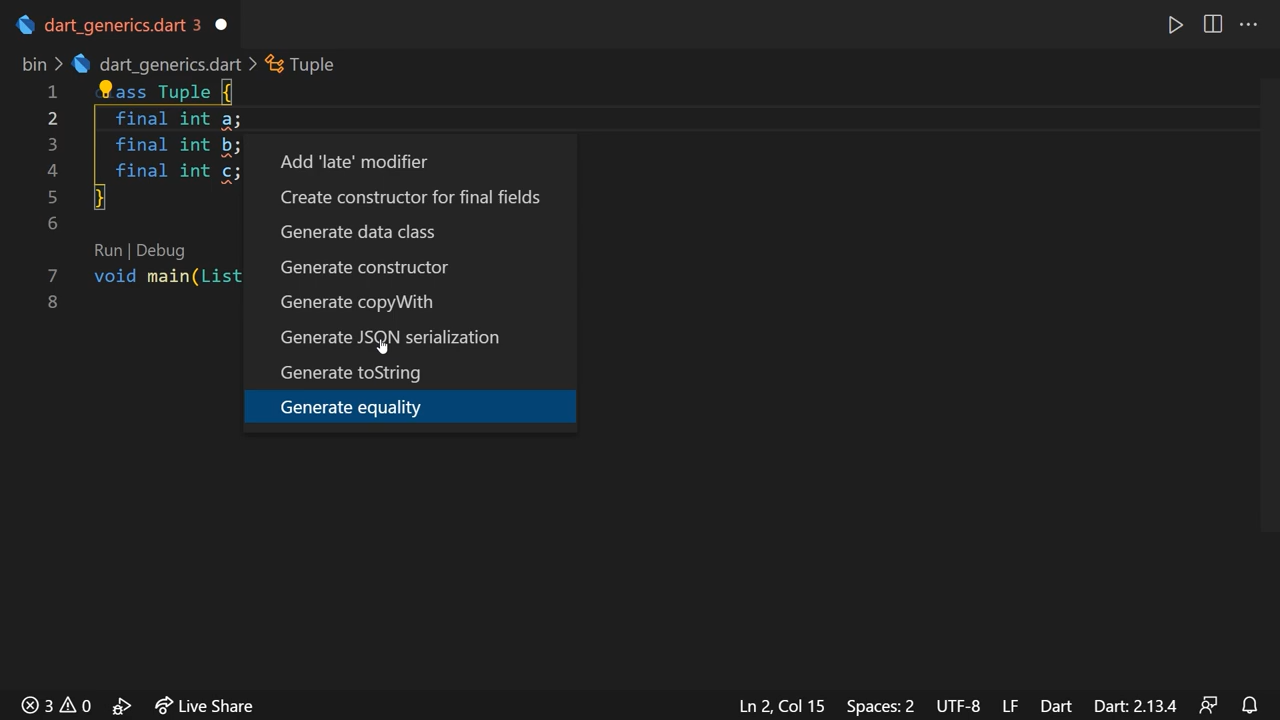 dart_generics.dart 3
bin > dart_generics.dart > Tuple
1 ass Tuple {
2 final int a;
3 final int b;
4 final int c;
5 }
6
Run | Debug
7 void main(List
8
Add 'late' modifier
Create constructor for final fields
Generate data class
Generate constructor
Generate copyWith
Generate JSON serialization
Generate toString
Generate equality
3 0 Live Share Ln 2, Col 15 Spaces: 2 UTF-8 LF Dart Dart: 2.13.4